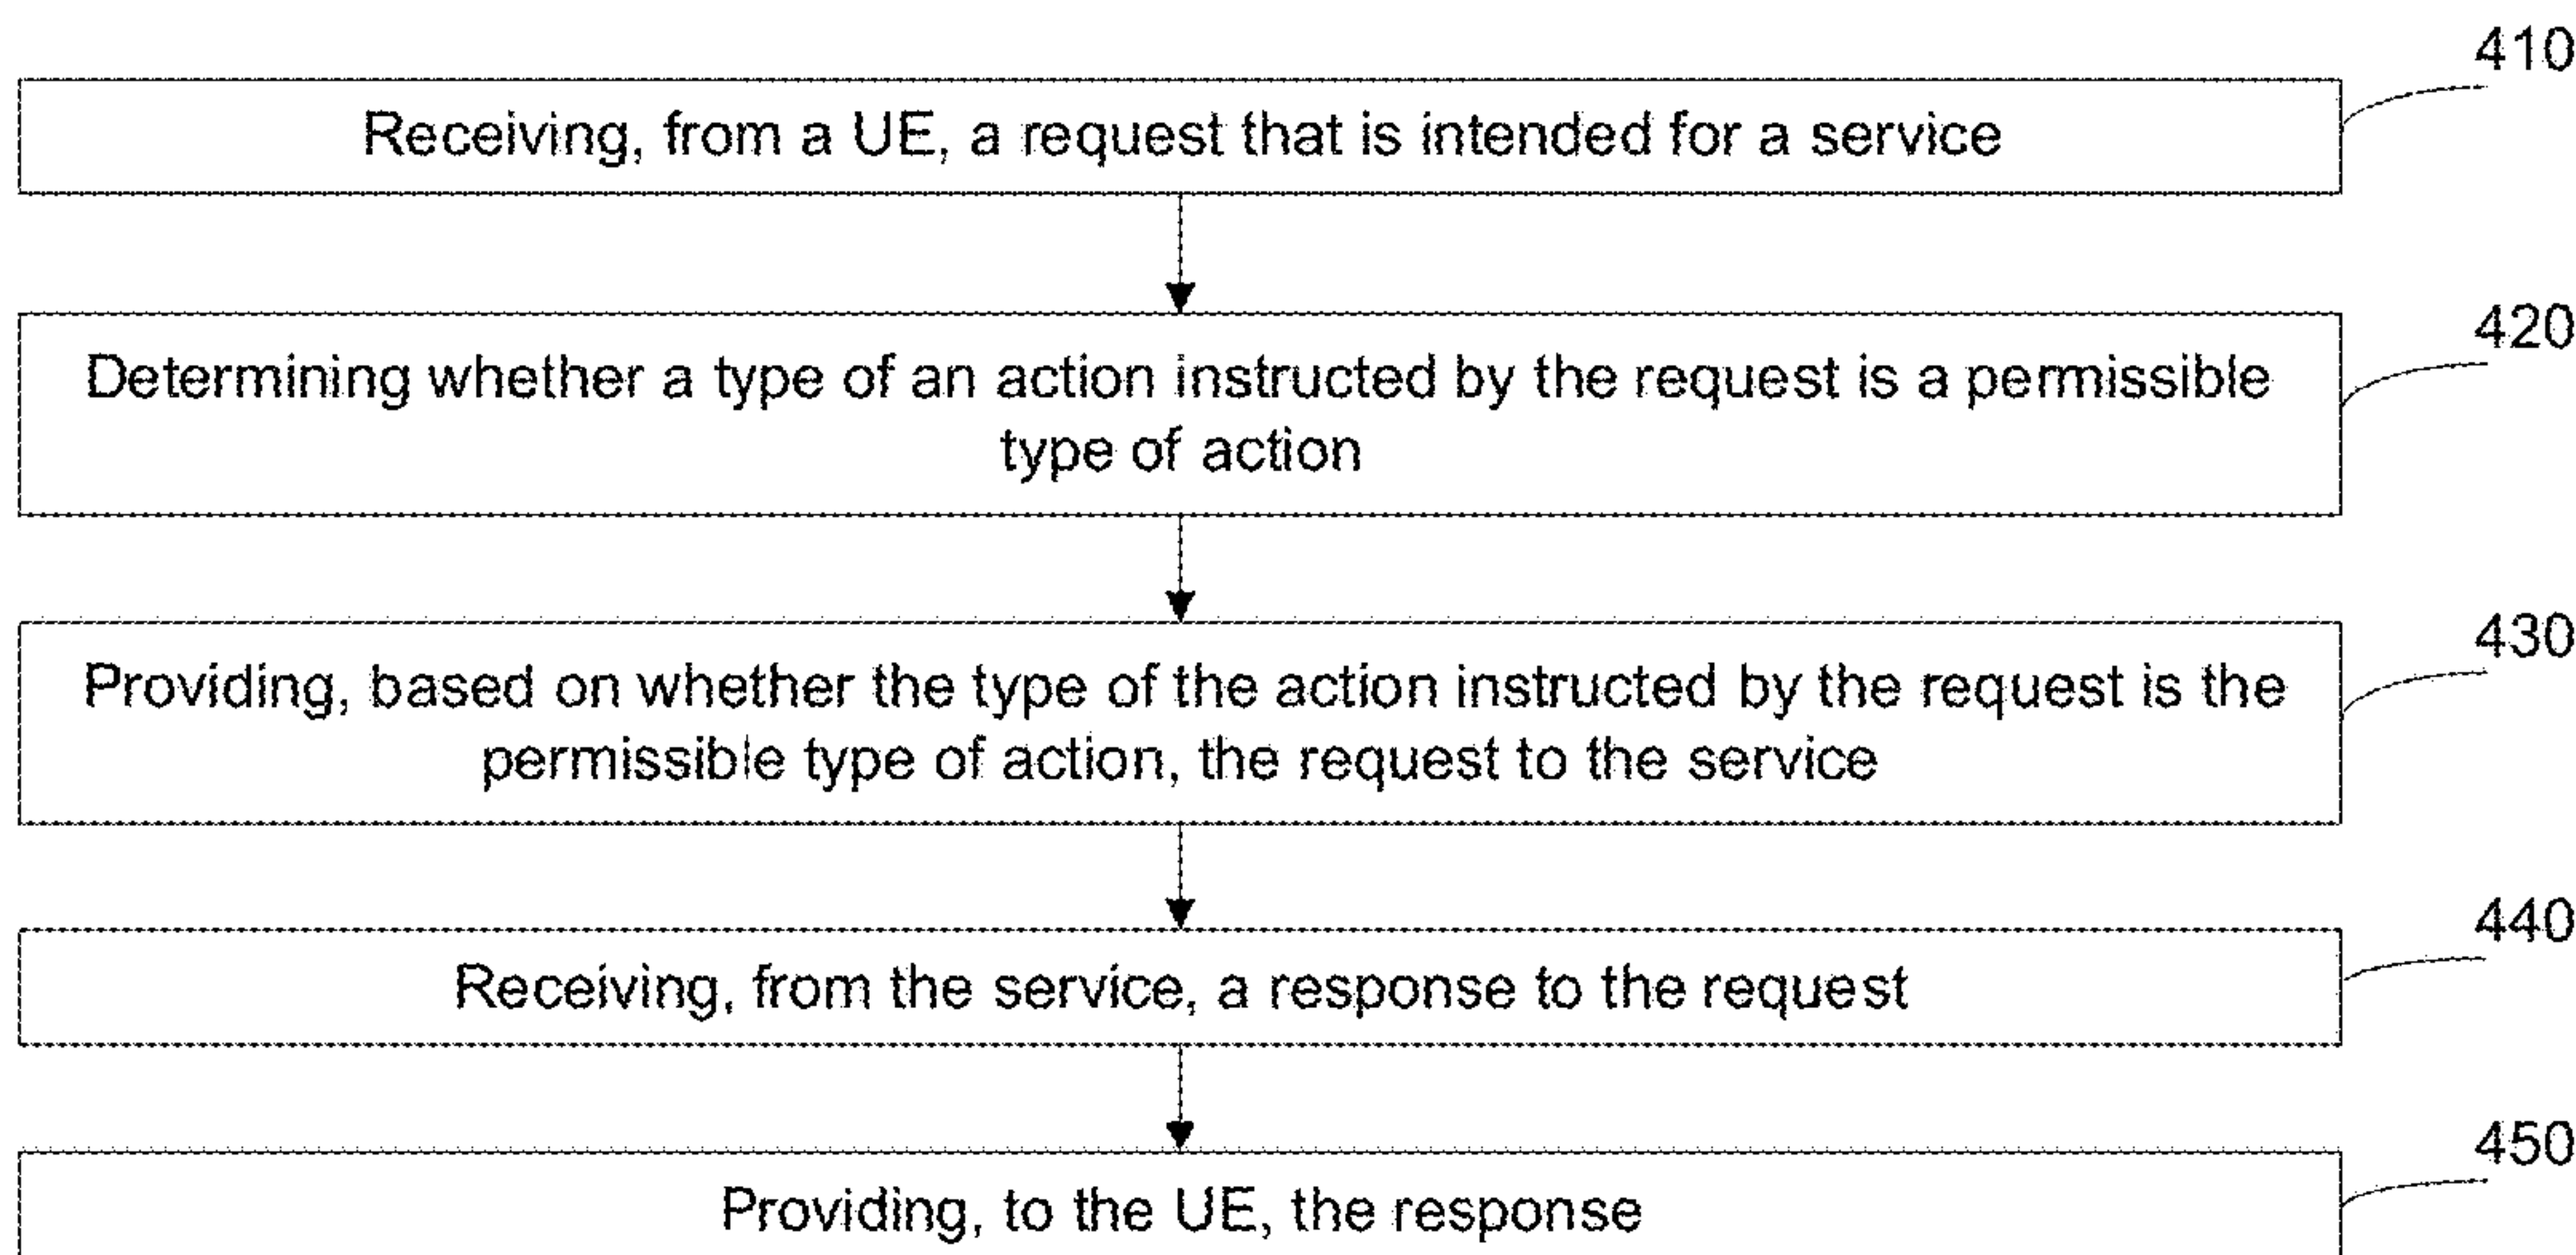 410
Receiving, from a UE, a request that is intended for a service
420
Determining whether a type of an action instructed by the request is a permissible
type of action
430
Providing, based on whether the type of the action instructed by the request is the
permissible type of action, the request to the service
440
Receiving, from the service, a response to the request
450
Providing, to the UE, the response